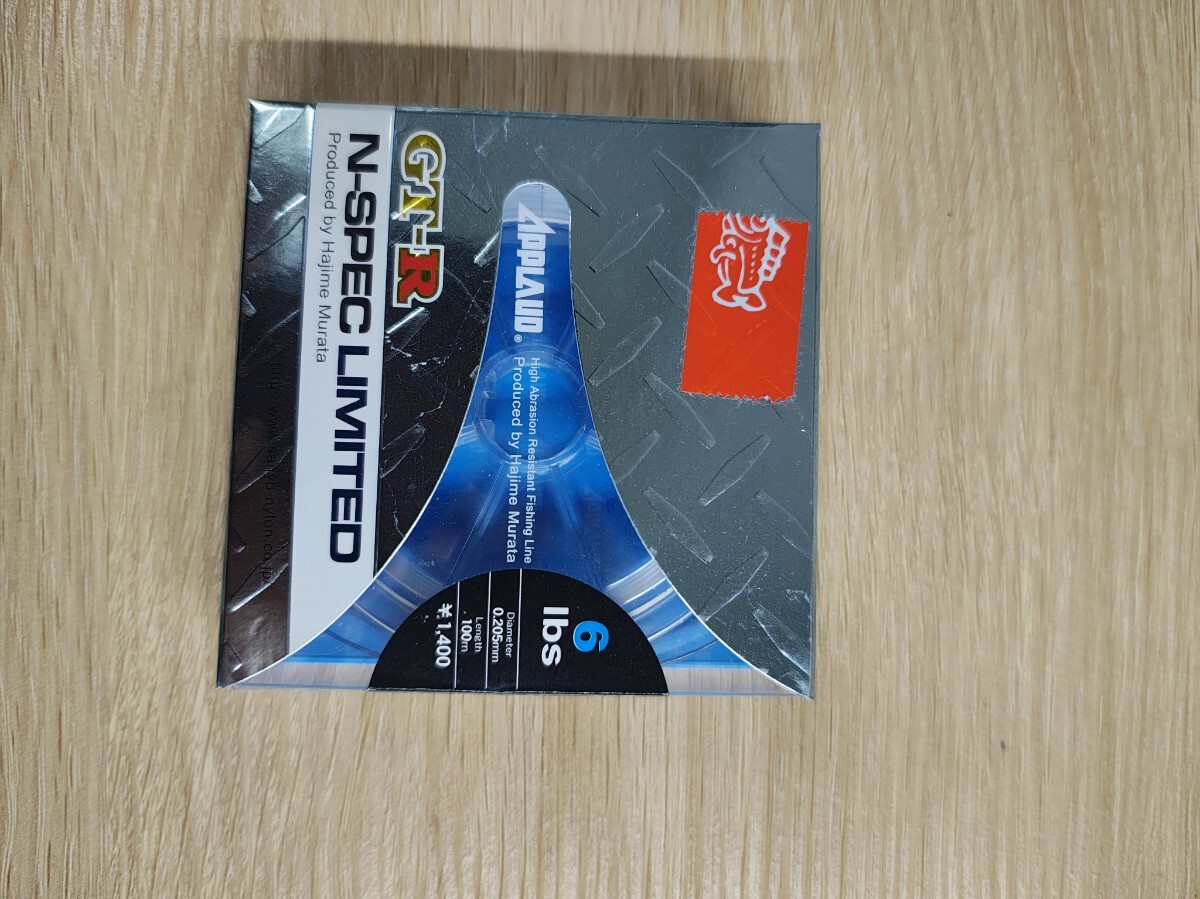 APPLAUD®
High Abrasion Resistant Fishing Line
Produced by Hajime Murata
GT-R
N-SPEC LIMITED
Produced by Hajime Murata
6
lbs
Diameter
0.205mm
Length
100m
¥1,400